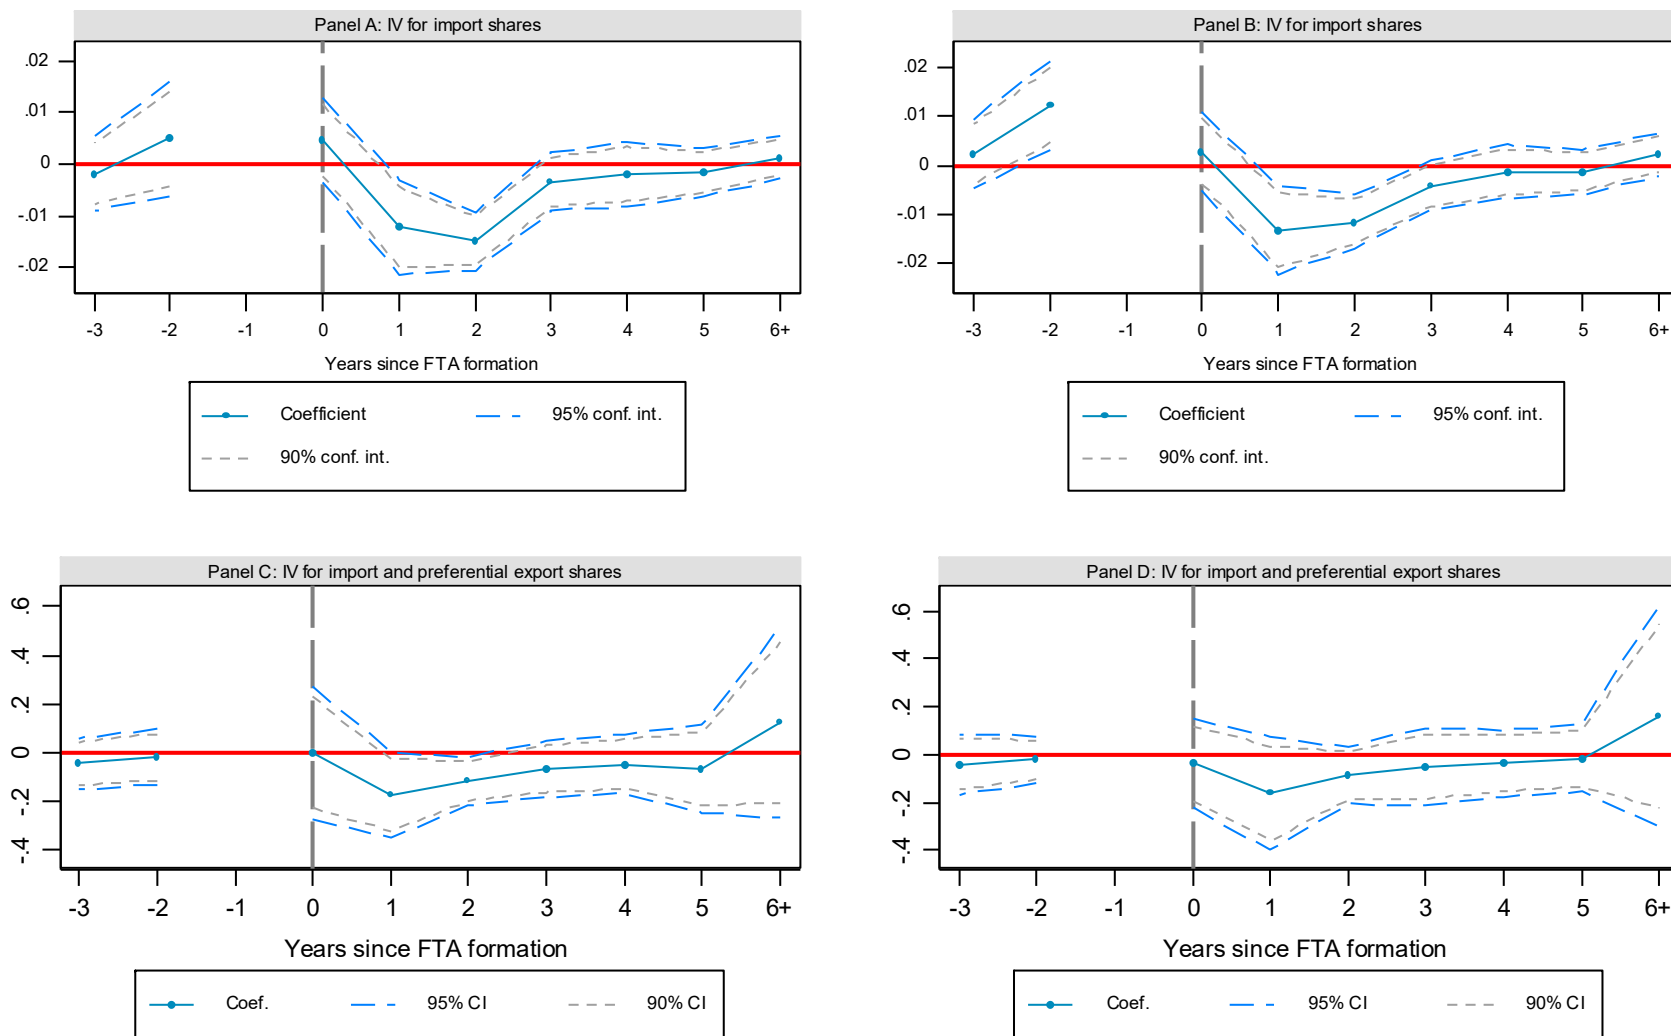 Panel A: IV for import shares
.02
.01
0
-.01
-.02
-3 -2 -1 0 1 2 3 4 5 6+
Years since FTA formation
Coefficient 95% conf. int.
90% conf. int.
Panel B: IV for import shares
.02
.01
0
-.01
-.02
-3 -2 -1 0 1 2 3 4 5 6+
Years since FTA formation
Coefficient 95% conf. int.
90% conf. int.
Panel C: IV for import and preferential export shares
.6
.4
.2
0
-.2
-.4
-3 -2 -1 0 1 2 3 4 5 6+
Years since FTA formation
Coef. 95% CI 90% CI
Panel D: IV for import and preferential export shares
.6
.4
.2
0
-.2
-.4
-3 -2 -1 0 1 2 3 4 5 6+
Years since FTA formation
Coef. 95% CI 90% CI